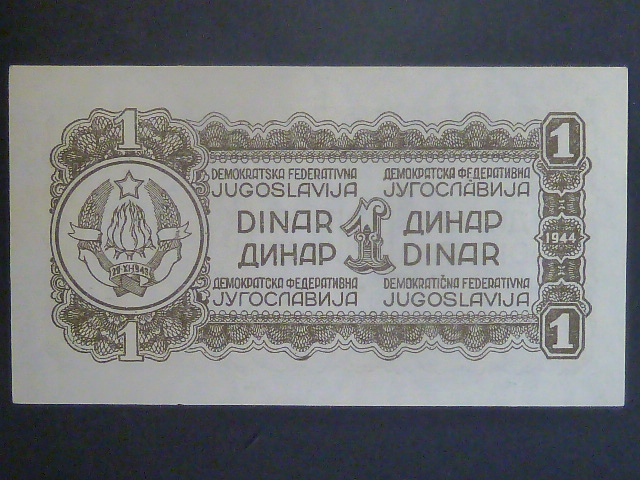 1
1
DEMOKRATSKA FEDERATIVNA
JUGOSLAVIJA
ДЕМОКРАТСКА ФЕДЕРАТИВНА
ЈУГОСЛАВИЈА
DINAR
1
ДИНАР
ДИНАР
DINAR
1944
29·XI·1943
ДЕМОКРАТСКА ФЕДЕРАТИВНА
ЈУГОСЛАВИЈА
DEMOKRATIČNA FEDERATIVNA
JUGOSLAVIJA
1
1